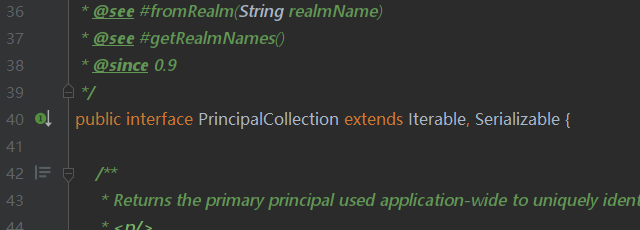 36 * @see #fromRealm(String realmName)
37 * @see #getRealmNames()
38 * @since 0.9
39 */
40 public interface PrincipalCollection extends Iterable, Serializable {
41
42 /**
43 * Returns the primary principal used application-wide to uniquely ident
44 * <p/>